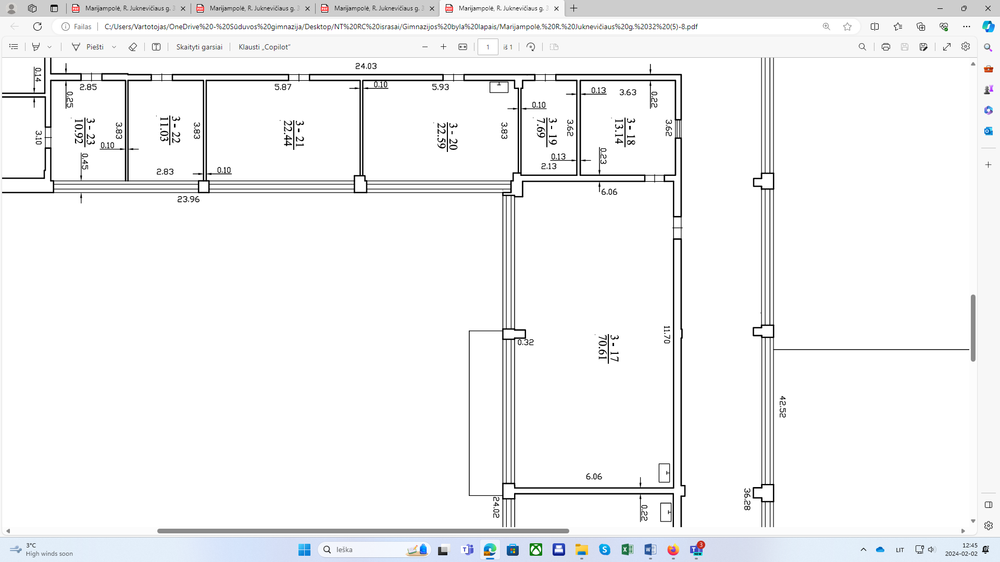 Marijampolė, R. Juknevičiaus g. 3
Marijampolė, R. Juknevičiaus g. 3
Marijampolė, R. Juknevičiaus g. 3
Marijampolė, R. Juknevičiaus g. 3
Failas
C:/Users/Vartotojas/OneDrive%20-%20Sūduvos%20gimnazija/Desktop/NT%20RC%20israsai/Gimnazijos%20byla%20lapais/Marijampolė,%20R.%20Juknevičiaus%20g.%2032%20(5)-8.pdf
Piešti
Skaityti garsiai
Klausti „Copilot“
1
iš 1
24.03
0.14
2.85
5.87
0.10
5.93
0.13
3.63
0.25
0.22
0.10
3 - 23
10.92
3.83
3 - 22
11.03
3.83
3 - 21
22.44
3 - 20
22.59
3.83
3 - 19
7.69
3.62
3 - 18
13.14
3.62
3.10
0.10
0.45
0.23
0.13
2.13
2.83
0.10
23.96
6.06
0.32
3 - 17
70.61
11.70
42.52
6.06
24.02
0.22
36.28
3°C
High winds soon
Ieška
3
NEW
LIT
12:45
2024-02-02